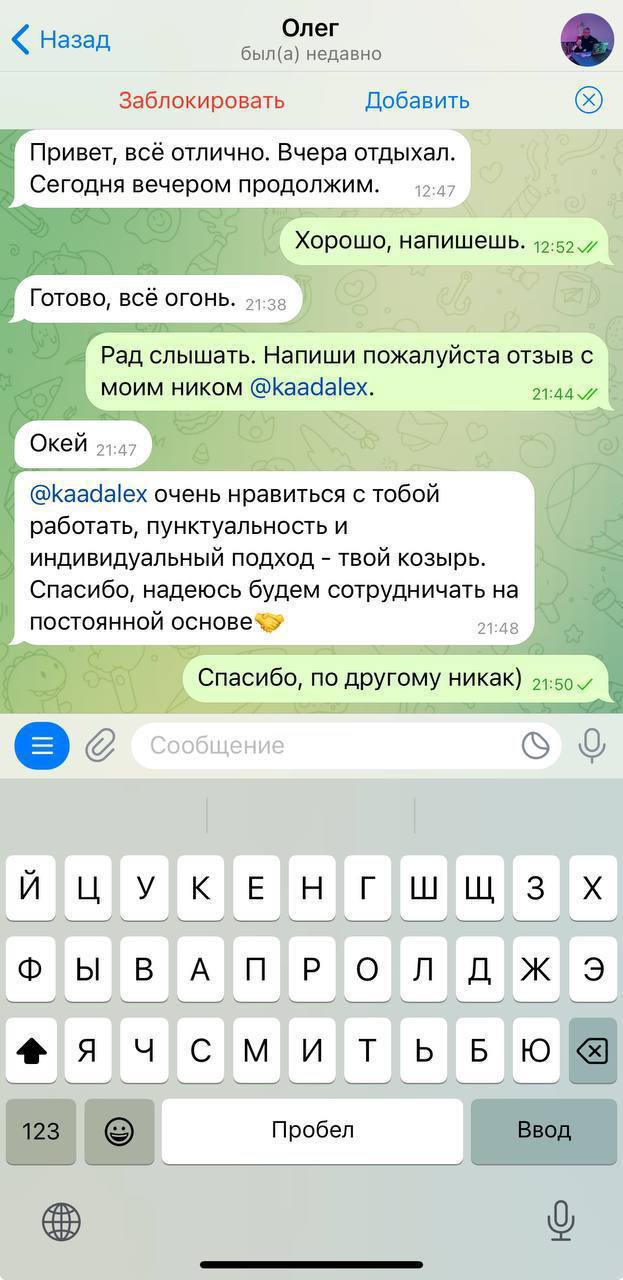 Назад
Олег
был(а) недавно
Заблокировать
Добавить
Привет, всё отлично. Вчера отдыхал.
Сегодня вечером продолжим. 12:47
Хорошо, напишешь. 12:52
Готово, всё огонь. 21:38
Рад слышать. Напиши пожалуйста отзыв с
моим ником @kaadalex. 21:44
Окей 21:47
@kaadalex очень нравиться с тобой
работать, пунктуальность и
индивидуальный подход - твой козырь.
Спасибо, надеюсь будем сотрудничать на
постоянной основе🤝 21:48
Спасибо, по другому никак) 21:50
Сообщение
Й Ц У К Е Н Г Ш Щ З Х
Ф Ы В А П Р О Л Д Ж Э
Я Ч С М И Т Ь Б Ю
123 Пробел Ввод